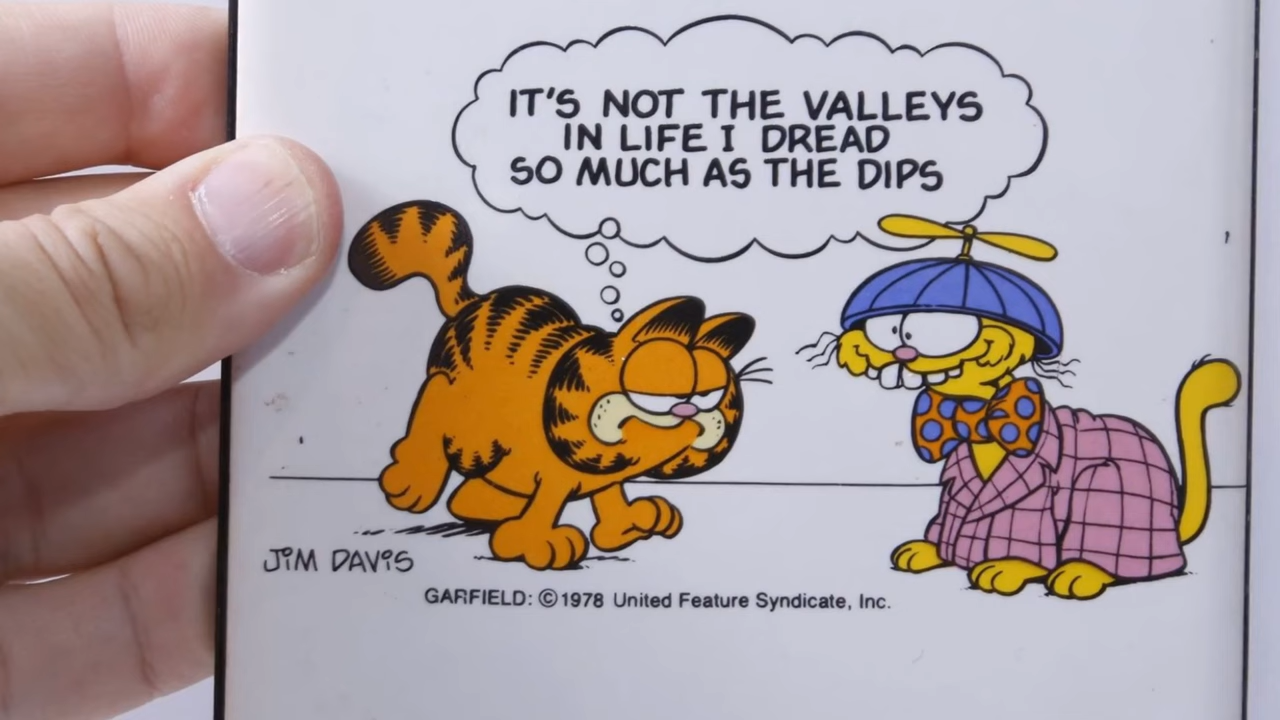 IT'S NOT THE VALLEYS
IN LIFE I DREAD
SO MUCH AS THE DIPS
JIM DAVIS
GARFIELD: ©1978 United Feature Syndicate, Inc.